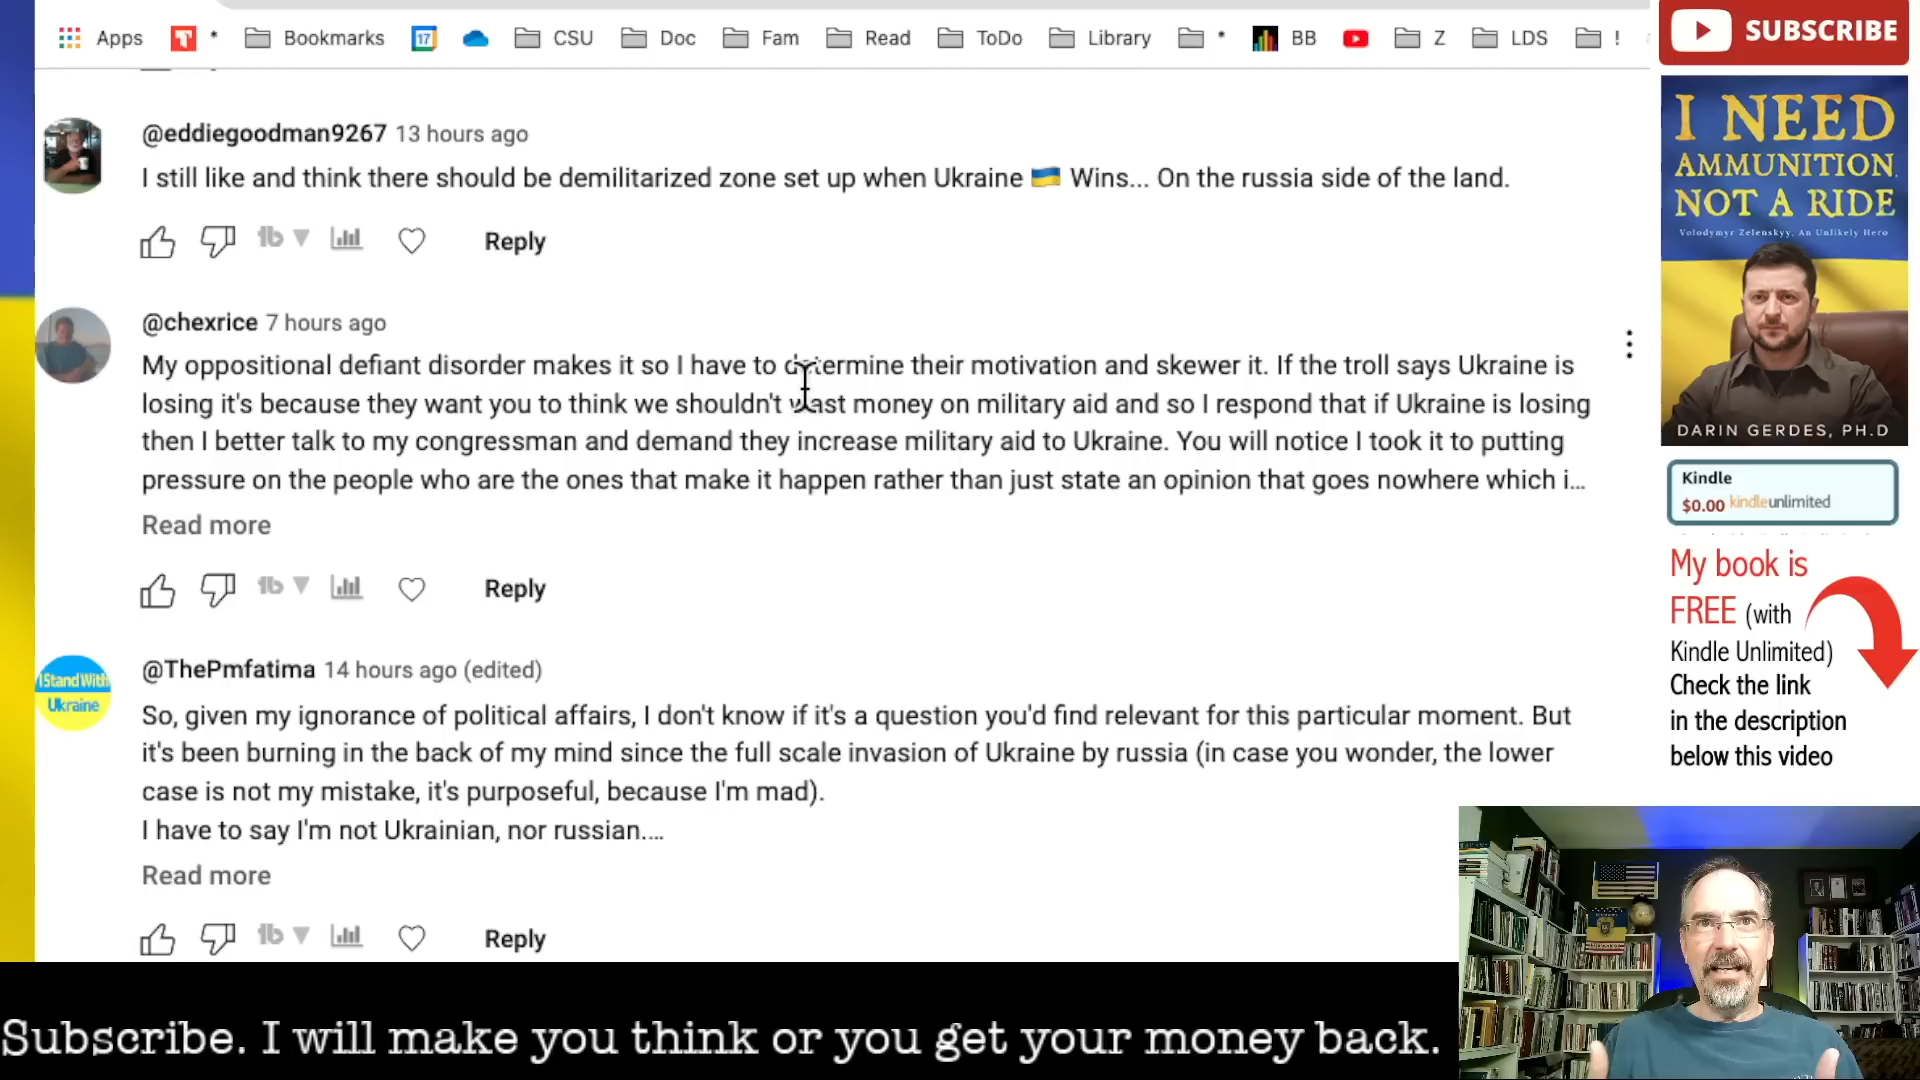 Apps
*
Bookmarks
17
CSU
Doc
Fam
Read
ToDo
Library
*
BB
Z
LDS
!
SUBSCRIBE
@eddiegoodman9267 13 hours ago
I still like and think there should be demilitarized zone set up when Ukraine 🇺🇦 Wins... On the russia side of the land.
Reply
@chexrice 7 hours ago
My oppositional defiant disorder makes it so I have to determine their motivation and skewer it. If the troll says Ukraine is
losing it's because they want you to think we shouldn't money on military aid and so I respond that if Ukraine is losing
then I better talk to my congressman and demand they increase military aid to Ukraine. You will notice I took it to putting
pressure on the people who are the ones that make it happen rather than just state an opinion that goes nowhere which i...
Read more
Reply
I Stand With
Ukraine
@ThePmfatima 14 hours ago (edited)
So, given my ignorance of political affairs, I don't know if it's a question you'd find relevant for this particular moment. But
it's been burning in the back of my mind since the full scale invasion of Ukraine by russia (in case you wonder, the lower
case is not my mistake, it's purposeful, because I'm mad).
I have to say I'm not Ukrainian, nor russian....
Read more
Reply
I NEED
AMMUNITION,
NOT A RIDE
Volodymyr Zelenskyy, An Unlikely Hero
DARIN GERDES, PH.D
Kindle
$0.00 kindleunlimited
My book is
FREE (with
Kindle Unlimited)
Check the link
in the description
below this video
Subscribe. I will make you think or you get your money back.